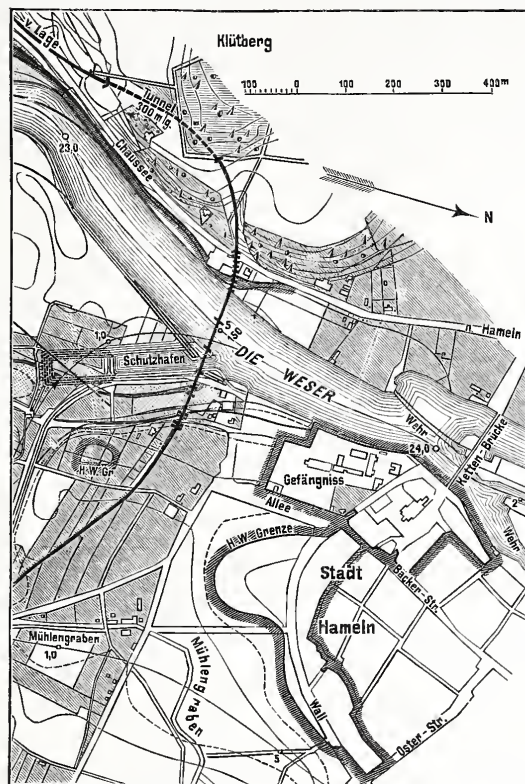 Klütberg
100 0 100 200 300 400m
v. Lage
Tunnel
300 m lg.
23,0
Chaussee
N
Hameln
1,0
Schutzhafen
DIE WESER
Wehr
24,0
Ketten-Brücke
Wehr
H.W. Gr.
Gefängniss
Allee
H.W. Grenze
Stadt
Hameln
Bäcker-Str.
Mühlengraben
1,0
Mühlengraben
Wall
Oster-Str.